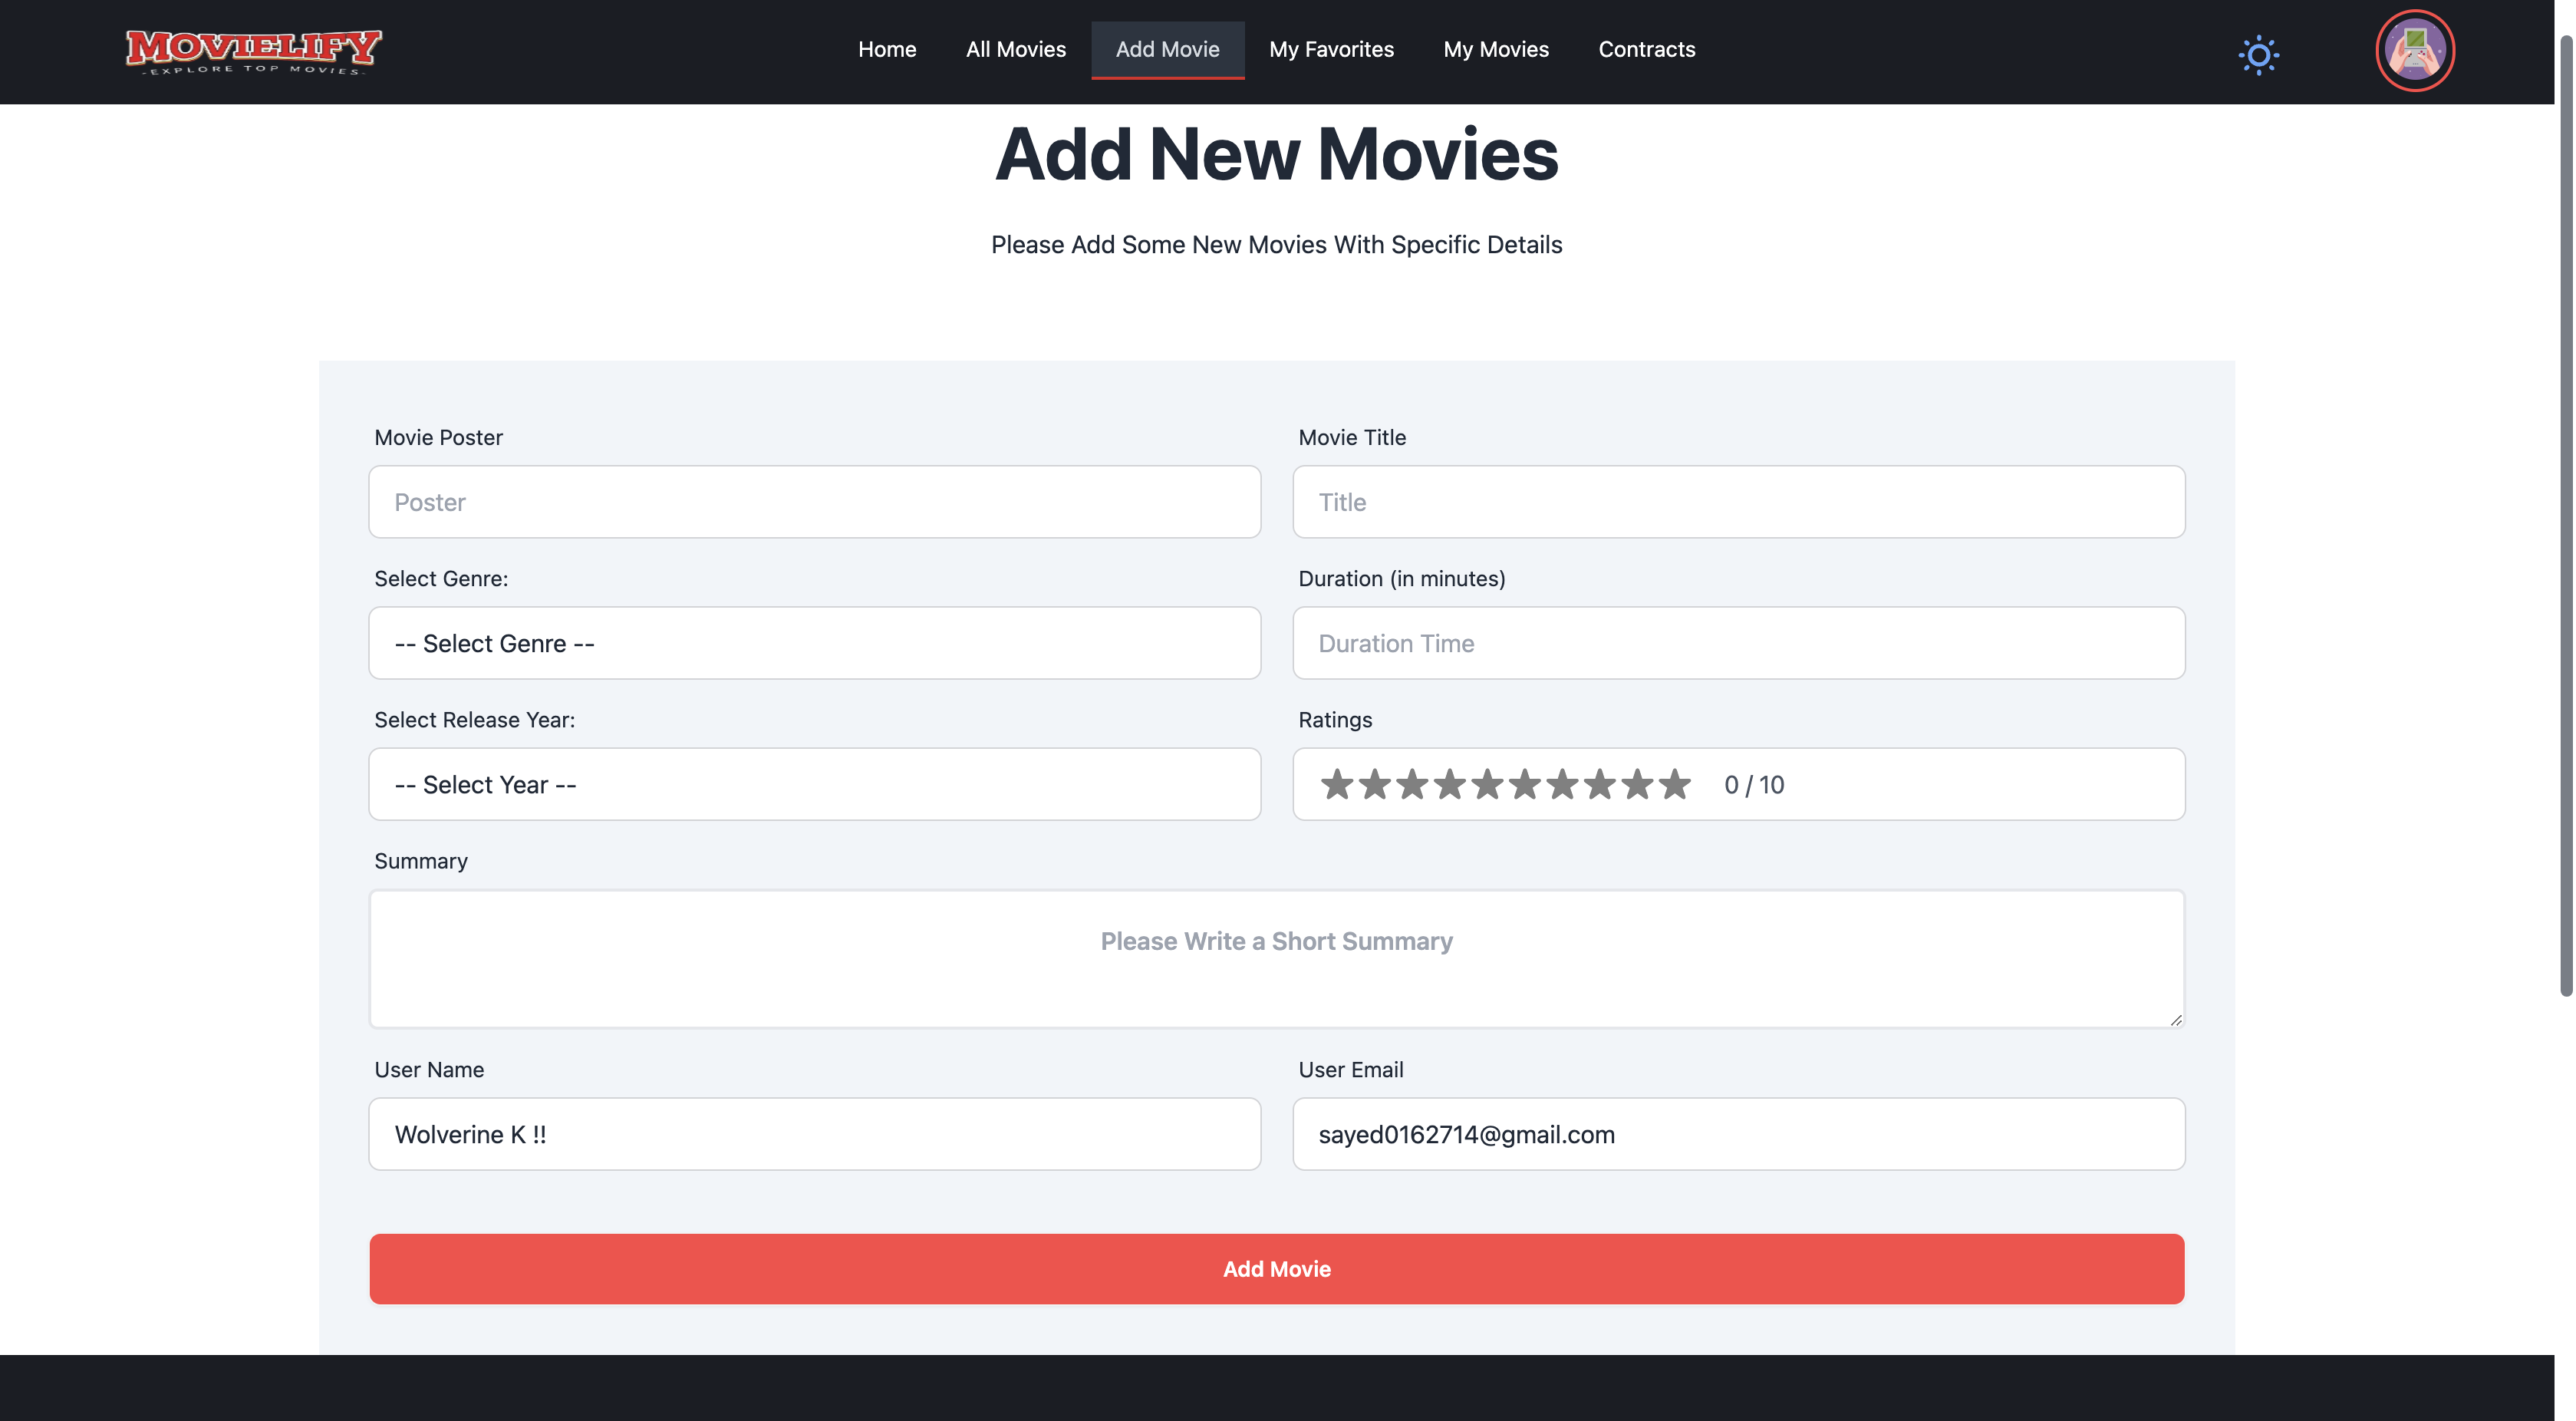 MOVIELIFY
-EXPLORE TOP MOVIES-
Home All Movies Add Movie My Favorites My Movies Contracts
Add New Movies
Please Add Some New Movies With Specific Details
Movie Poster Movie Title
Poster Title
Select Genre: Duration (in minutes)
-- Select Genre -- Duration Time
Select Release Year: Ratings
-- Select Year -- 0 / 10
Summary
Please Write a Short Summary
User Name User Email
Wolverine K !! sayed0162714@gmail.com
Add Movie